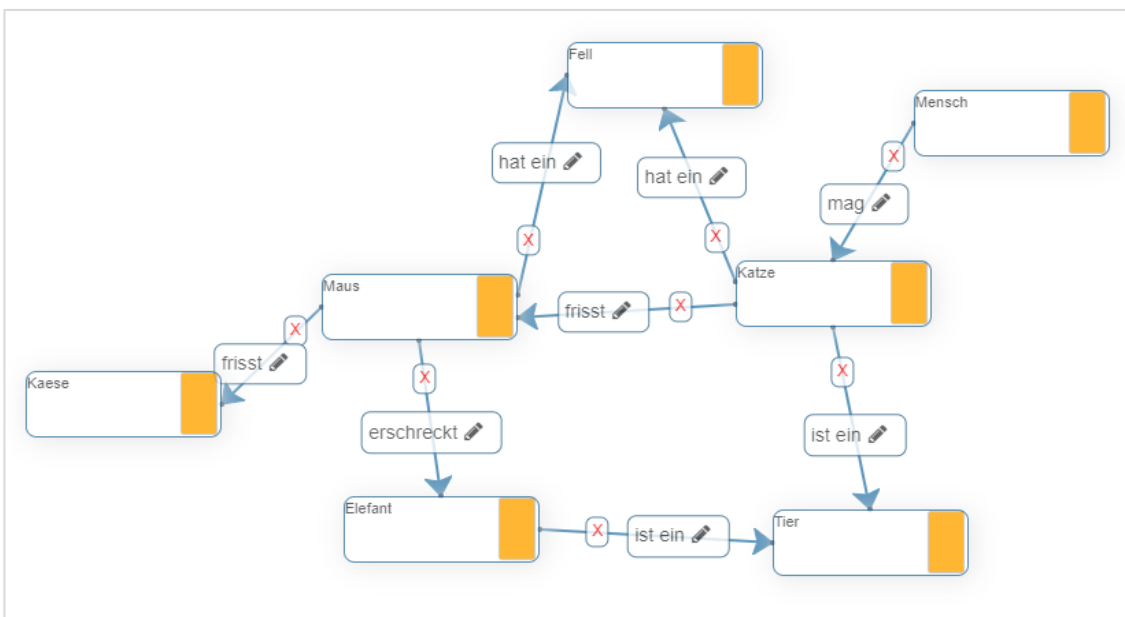 Fell
Mensch
hat ein
hat ein
X
mag
X
X
Katze
Maus
frisst
X
X
frisst
Kaese
X
X
erschreckt
ist ein
Elefant
Tier
X
ist ein